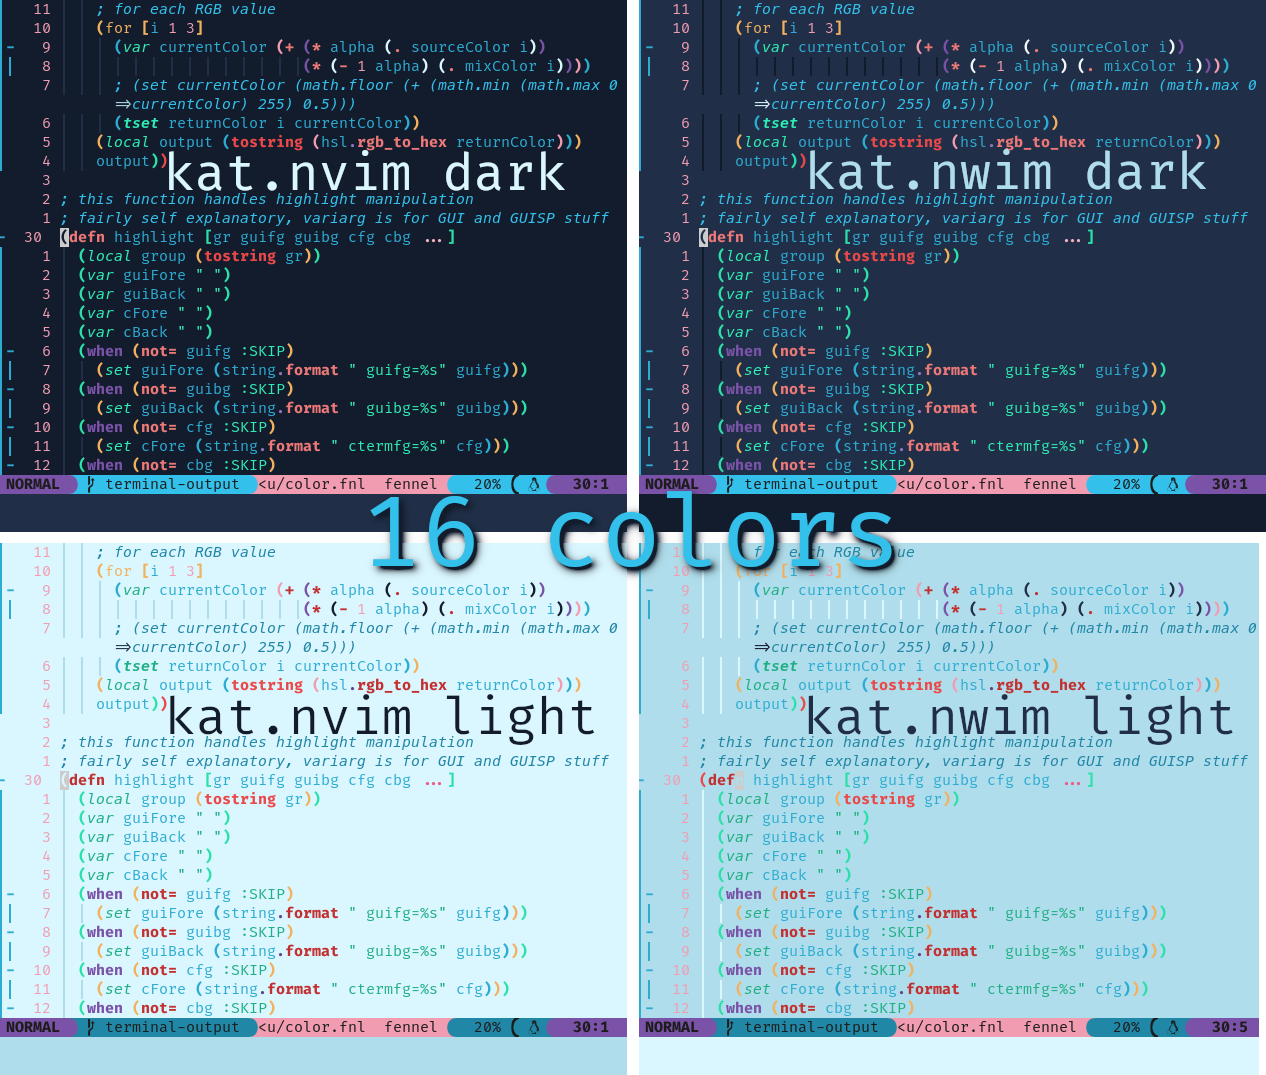 11 ; for each RGB value
10 (for [i 1 3]
9 (var currentColor (+ (* alpha (. sourceColor i))
8 (* (- 1 alpha) (. mixColor i))))
7 ; (set currentColor (math.floor (+ (math.min (math.max 0
⇒currentColor) 255) 0.5)))
6 (tset returnColor i currentColor))
5 (local output (tostring (hsl.rgb_to_hex returnColor)))
4 output))
kat.nvim dark
3
2 ; this function handles highlight manipulation
1 ; fairly self explanatory, variarg is for GUI and GUISP stuff
30 (defn highlight [gr guifg guibg cfg cbg ...]
1 (local group (tostring gr))
2 (var guiFore " ")
3 (var guiBack " ")
4 (var cFore " ")
5 (var cBack " ")
6 (when (not= guifg :SKIP)
7 (set guiFore (string.format " guifg=%s" guifg)))
8 (when (not= guibg :SKIP)
9 (set guiBack (string.format " guibg=%s" guibg)))
10 (when (not= cfg :SKIP)
11 (set cFore (string.format " ctermfg=%s" cfg)))
12 (when (not= cbg :SKIP)
NORMAL terminal-output <u/color.fnl fennel 20% 30:1
11 ; for each RGB value
10 (for [i 1 3]
9 (var currentColor (+ (* alpha (. sourceColor i))
8 (* (- 1 alpha) (. mixColor i))))
7 ; (set currentColor (math.floor (+ (math.min (math.max 0
⇒currentColor) 255) 0.5)))
6 (tset returnColor i currentColor))
5 (local output (tostring (hsl.rgb_to_hex returnColor)))
4 output))
kat.nwim dark
3
2 ; this function handles highlight manipulation
1 ; fairly self explanatory, variarg is for GUI and GUISP stuff
30 (defn highlight [gr guifg guibg cfg cbg ...]
1 (local group (tostring gr))
2 (var guiFore " ")
3 (var guiBack " ")
4 (var cFore " ")
5 (var cBack " ")
6 (when (not= guifg :SKIP)
7 (set guiFore (string.format " guifg=%s" guifg)))
8 (when (not= guibg :SKIP)
9 (set guiBack (string.format " guibg=%s" guibg)))
10 (when (not= cfg :SKIP)
11 (set cFore (string.format " ctermfg=%s" cfg)))
12 (when (not= cbg :SKIP)
NORMAL terminal-output <u/color.fnl fennel 20% 30:1
16 colors
11 ; for each RGB value
10 (for [i 1 3]
9 (var currentColor (+ (* alpha (. sourceColor i))
8 (* (- 1 alpha) (. mixColor i))))
7 ; (set currentColor (math.floor (+ (math.min (math.max 0
⇒currentColor) 255) 0.5)))
6 (tset returnColor i currentColor))
5 (local output (tostring (hsl.rgb_to_hex returnColor)))
4 output))
kat.nvim light
3
2 ; this function handles highlight manipulation
1 ; fairly self explanatory, variarg is for GUI and GUISP stuff
30 (defn highlight [gr guifg guibg cfg cbg ...]
1 (local group (tostring gr))
2 (var guiFore " ")
3 (var guiBack " ")
4 (var cFore " ")
5 (var cBack " ")
6 (when (not= guifg :SKIP)
7 (set guiFore (string.format " guifg=%s" guifg)))
8 (when (not= guibg :SKIP)
9 (set guiBack (string.format " guibg=%s" guibg)))
10 (when (not= cfg :SKIP)
11 (set cFore (string.format " ctermfg=%s" cfg)))
12 (when (not= cbg :SKIP)
NORMAL terminal-output <u/color.fnl fennel 20% 30:1
; for each RGB value
10 (for [i 1 3]
9 (var currentColor (+ (* alpha (. sourceColor i))
8 (* (- 1 alpha) (. mixColor i))))
7 ; (set currentColor (math.floor (+ (math.min (math.max 0
⇒currentColor) 255) 0.5)))
6 (tset returnColor i currentColor))
5 (local output (tostring (hsl.rgb_to_hex returnColor)))
4 output))
kat.nwim light
3
2 ; this function handles highlight manipulation
1 ; fairly self explanatory, variarg is for GUI and GUISP stuff
30 (def highlight [gr guifg guibg cfg cbg ...]
1 (local group (tostring gr))
2 (var guiFore " ")
3 (var guiBack " ")
4 (var cFore " ")
5 (var cBack " ")
6 (when (not= guifg :SKIP)
7 (set guiFore (string.format " guifg=%s" guifg)))
8 (when (not= guibg :SKIP)
9 (set guiBack (string.format " guibg=%s" guibg)))
10 (when (not= cfg :SKIP)
11 (set cFore (string.format " ctermfg=%s" cfg)))
12 (when (not= cbg :SKIP)
NORMAL terminal-output <u/color.fnl fennel 20% 30:5